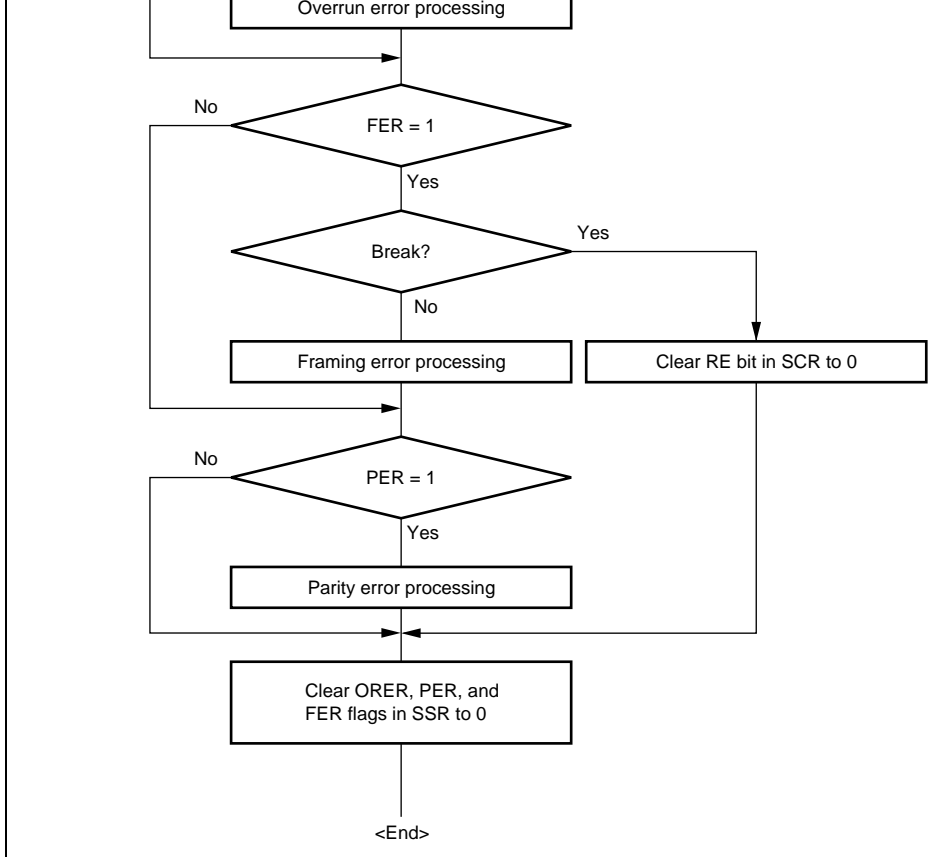 Overrun error processing
No
FER = 1
Yes
Break?
Yes
No
Framing error processing
Clear RE bit in SCR to 0
No
PER = 1
Yes
Parity error processing
Clear ORER, PER, and
FER flags in SSR to 0
<End>